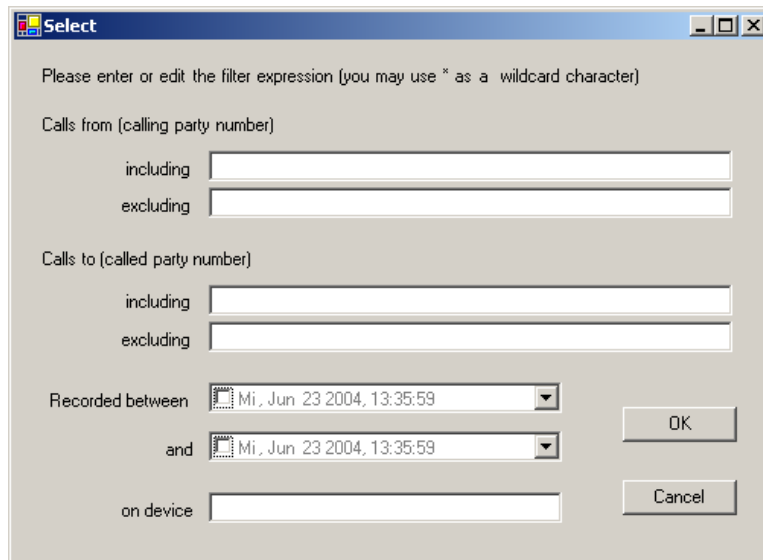 Select
Please enter or edit the filter expression (you may use * as a wildcard character)
Calls from (calling party number)
including
excluding
Calls to (called party number)
including
excluding
Recorded between
Mi, Jun 23 2004, 13:35:59
and
Mi, Jun 23 2004, 13:35:59
OK
on device
Cancel